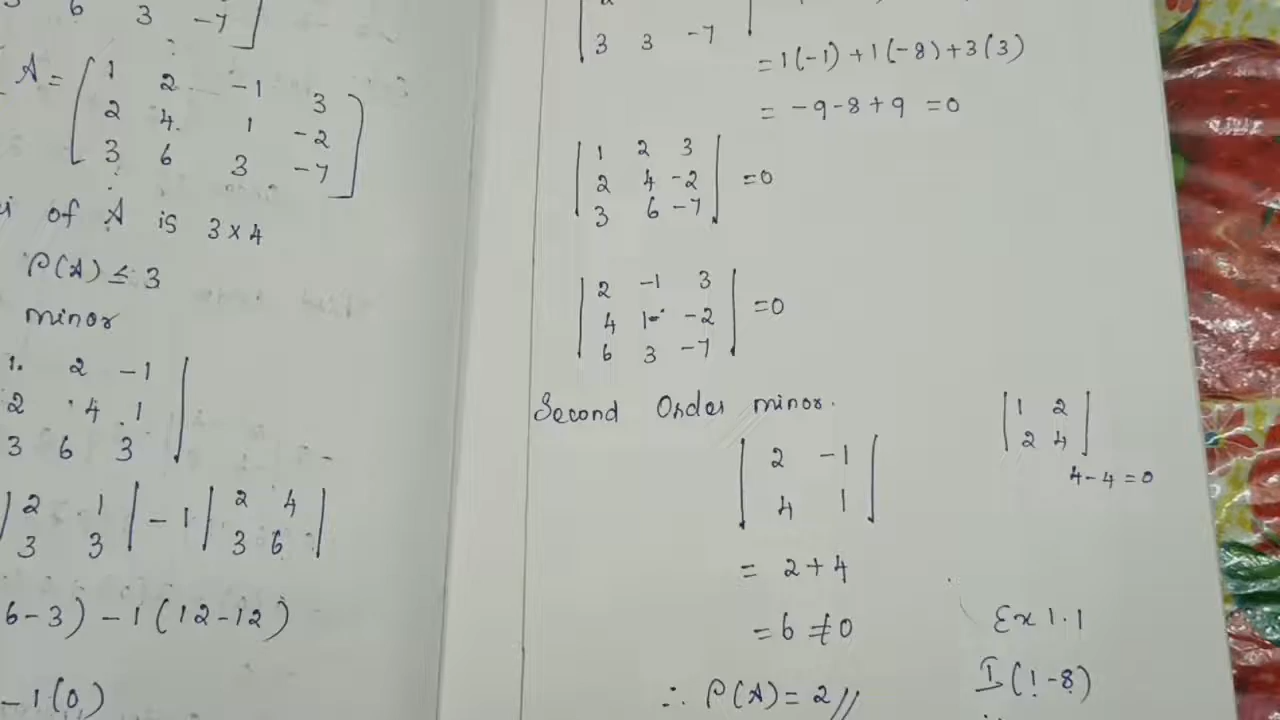 3 6 3 -7
A = 1 2 -1 3
2 4 1 -2
3 6 3 -7
of A is 3 × 4
ρ(A) ≤ 3
minor
1 2 -1
2 4 1
3 6 3
|2 1| - 1 |2 4|
|3 3| |3 6|
6-3) - 1(12-12)
- 1(0)
3 3 -7
= 1(-1) + 1(-8) + 3(3)
= -9-8+9 = 0
|1 2 3|
|2 4 -2| = 0
|3 6 -7|
|2 -1 3|
|4 1 -2| = 0
|6 3 -7|
Second Order minor.
|2 -1|
|4 1|
= 2+4
= 6 ≠ 0
∴ ρ(A) = 2//
|1 2|
|2 4|
4-4=0
Ex 1.1
I (1-8)